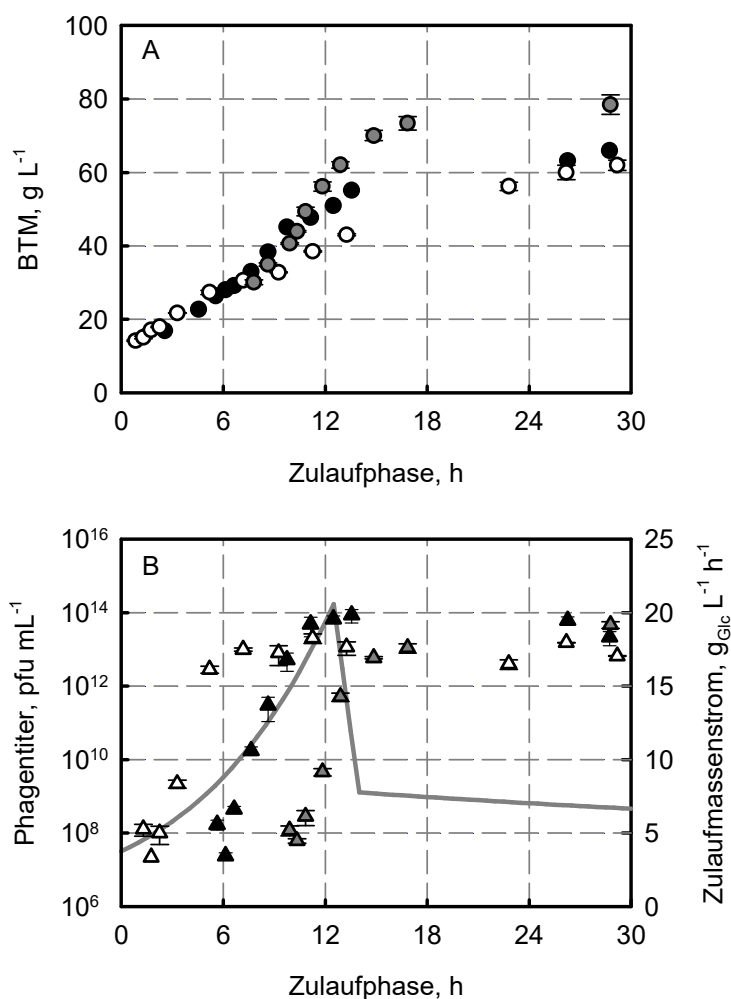 100
A
80
60
40
20
0
BTM, g L⁻¹
0 6 12 18 24 30
Zulaufphase, h
10¹⁶ 25
B
10¹⁴ 20
10¹² 15
10¹⁰ 10
10⁸ 5
10⁶ 0
Phagentiter, pfu mL⁻¹
Zulaufmassenstrom, g_Glc L⁻¹ h⁻¹
0 6 12 18 24 30
Zulaufphase, h